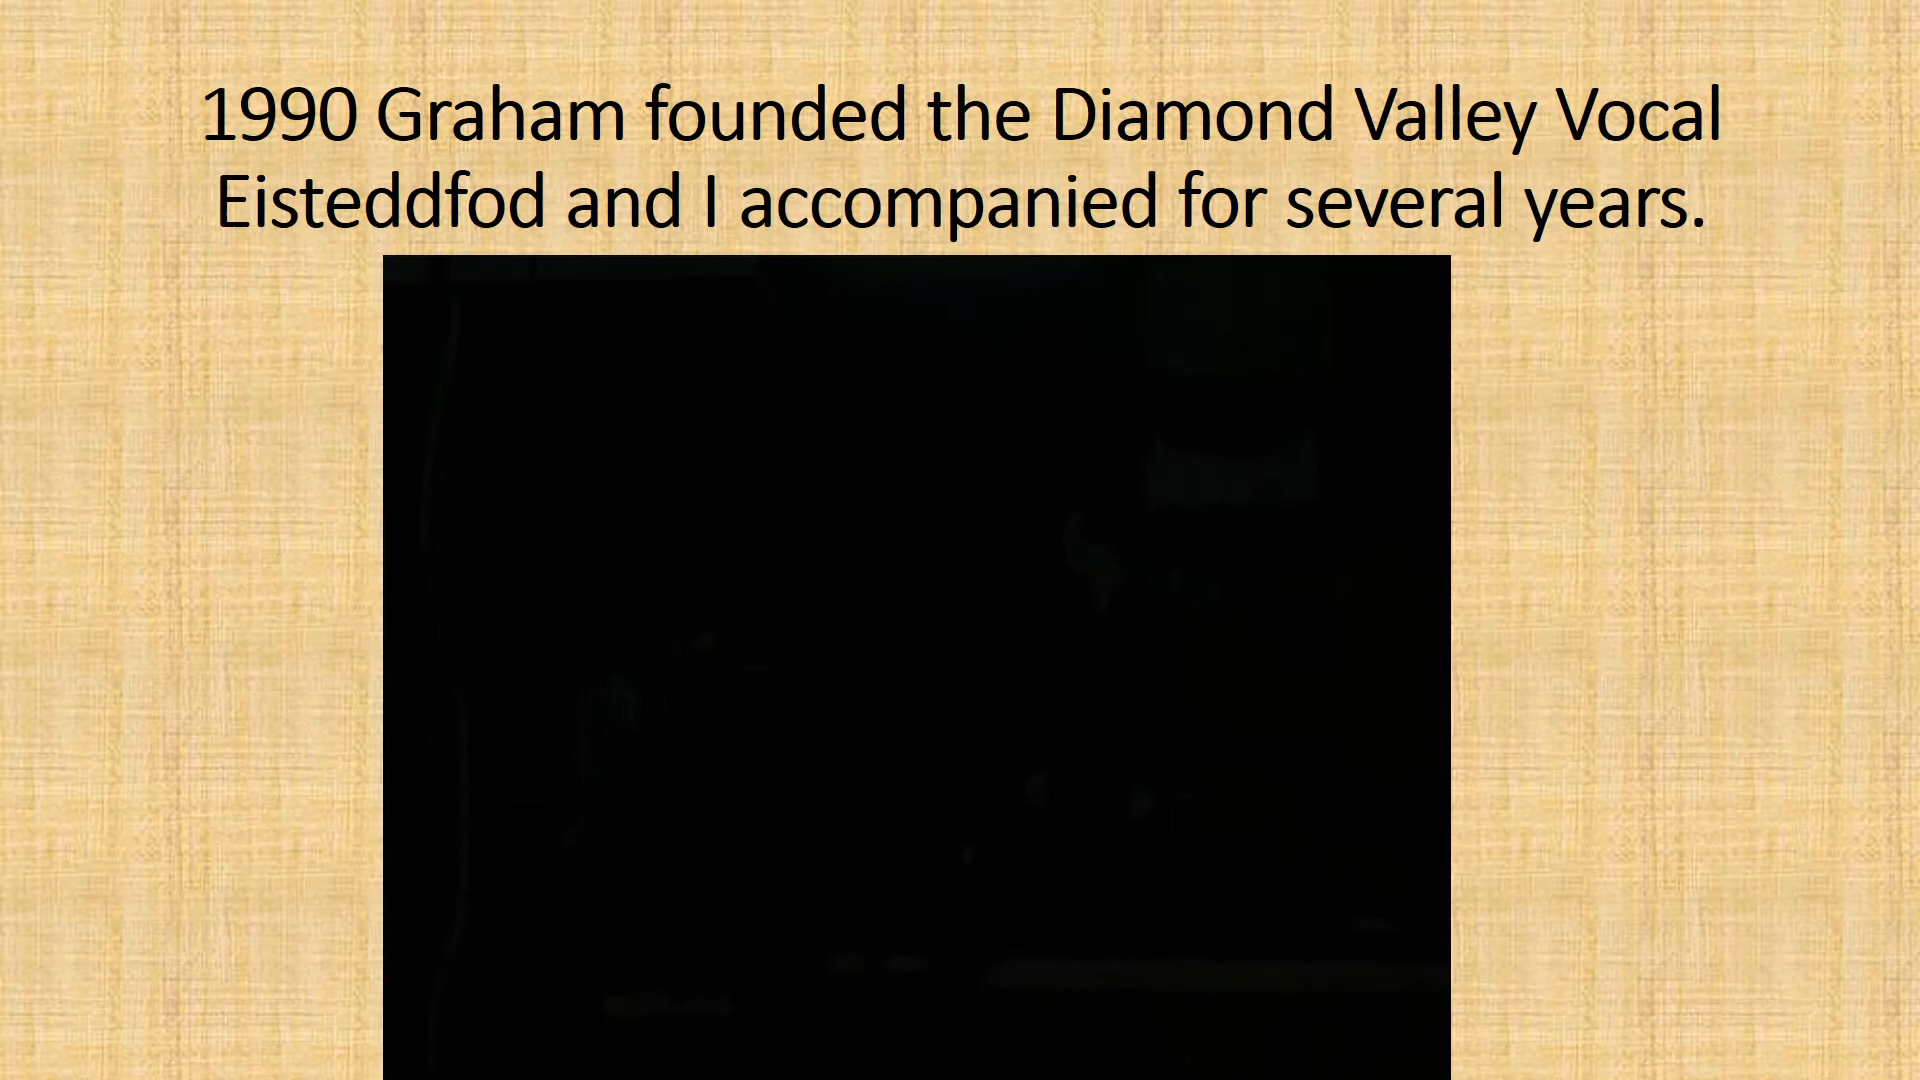 1990 Graham founded the Diamond Valley Vocal
Eisteddfod and I accompanied for several years.